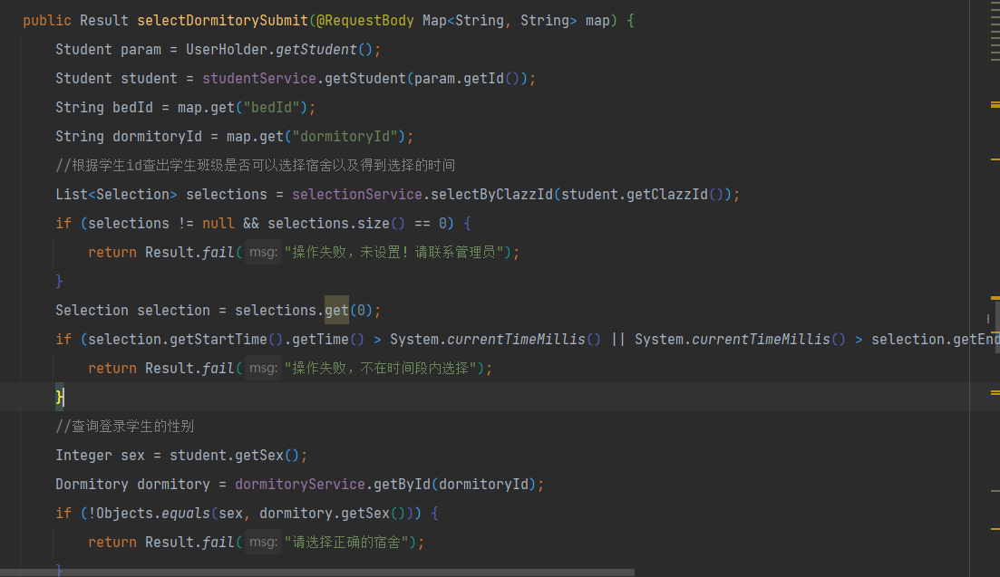 public Result selectDormitorySubmit(@RequestBody Map<String, String> map) {
Student param = UserHolder.getStudent();
Student student = studentService.getStudent(param.getId());
String bedId = map.get("bedId");
String dormitoryId = map.get("dormitoryId");
//根据学生id查出学生班级是否可以选择宿舍以及得到选择的时间
List<Selection> selections = selectionService.selectByClazzId(student.getClazzId());
if (selections != null && selections.size() == 0) {
return Result.fail( msg: "操作失败，未设置！请联系管理员");
}
Selection selection = selections.get(0);
if (selection.getStartTime().getTime() > System.currentTimeMillis() || System.currentTimeMillis() > selection.getEnd
return Result.fail( msg: "操作失败，不在时间段内选择");
}
//查询登录学生的性别
Integer sex = student.getSex();
Dormitory dormitory = dormitoryService.getById(dormitoryId);
if (!Objects.equals(sex, dormitory.getSex())) {
return Result.fail( msg: "请选择正确的宿舍");
}